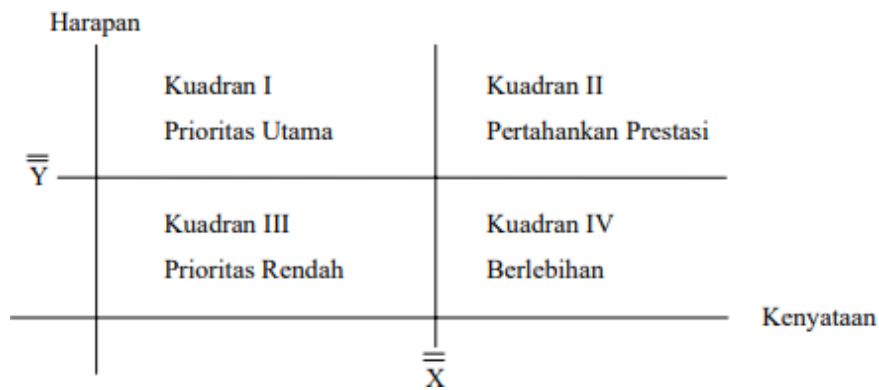 Harapan
Kuadran I
Prioritas Utama
Kuadran II
Pertahankan Prestasi
Y
Kuadran III
Prioritas Rendah
Kuadran IV
Berlebihan
Kenyataan
X